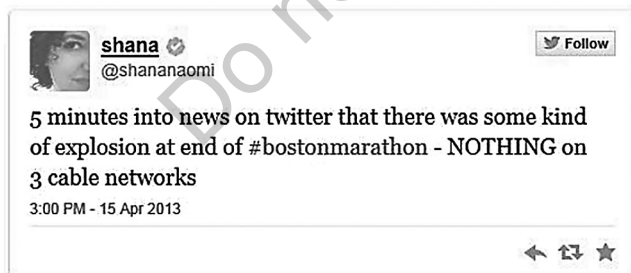 shana
@shananaomi
Follow
5 minutes into news on twitter that there was some kind
of explosion at end of #bostonmarathon - NOTHING on
3 cable networks
3:00 PM - 15 Apr 2013
Do n